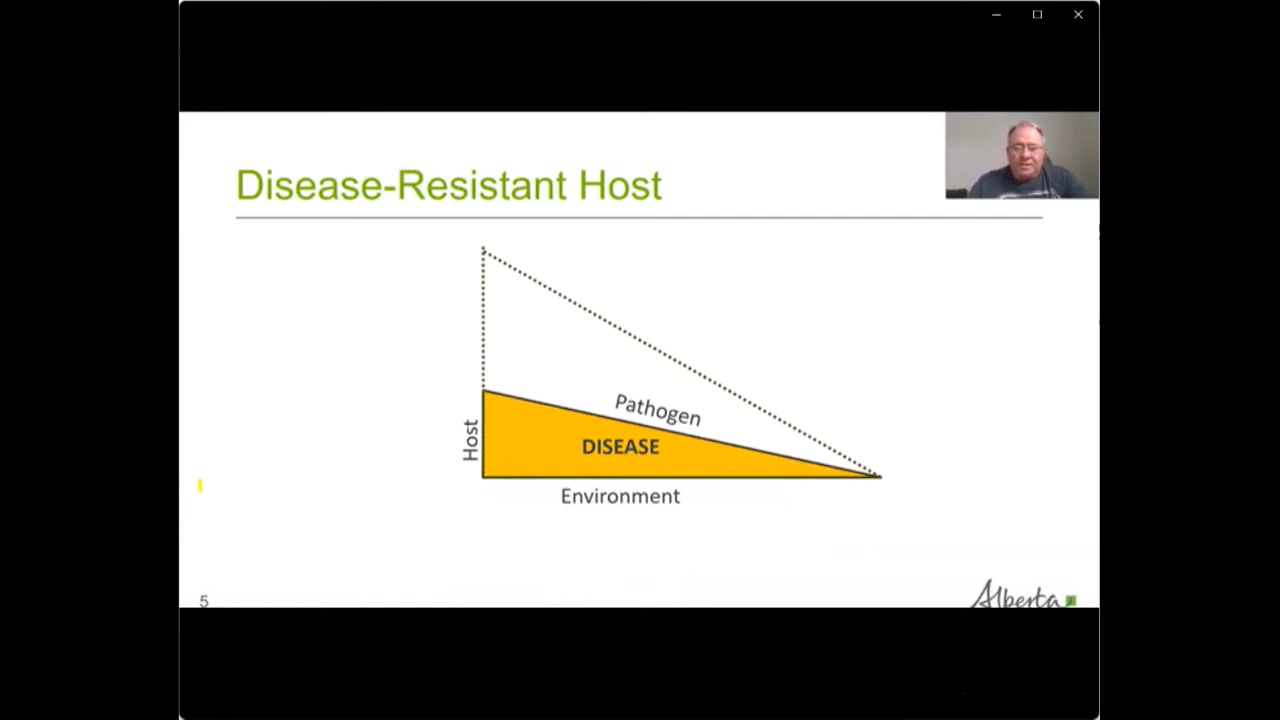 Disease-Resistant Host
Pathogen
Host
DISEASE
Environment
5
Alberta